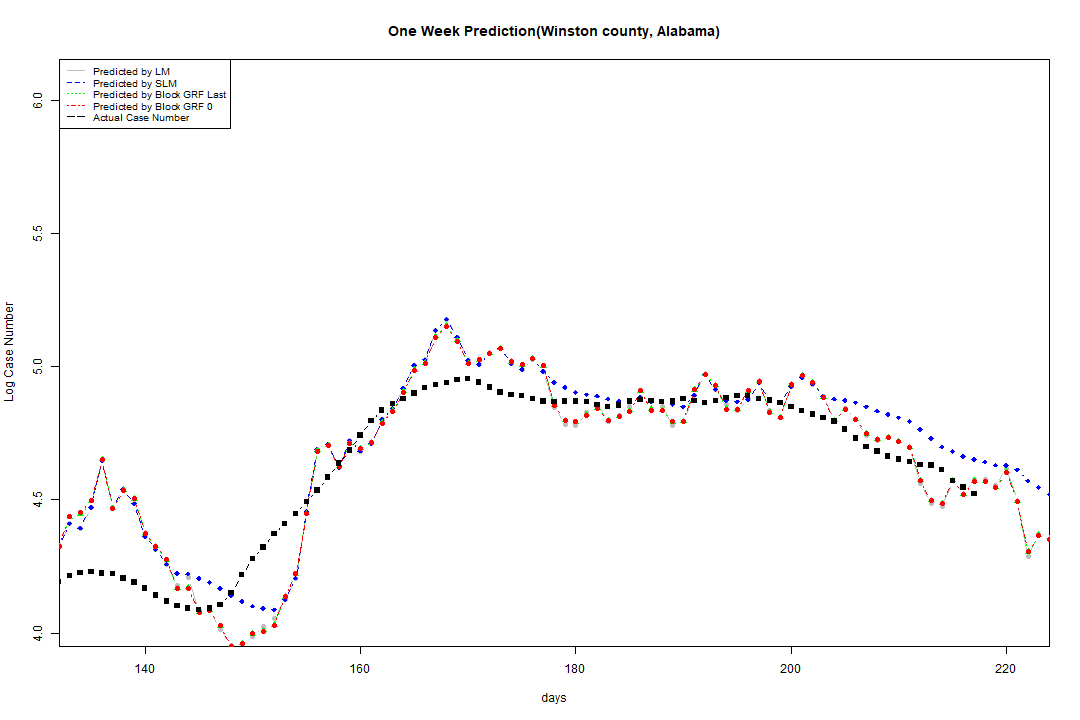 One Week Prediction(Winston county, Alabama)
Predicted by LM
Predicted by SLM
Predicted by Block GRF Last
Predicted by Block GRF 0
Actual Case Number
6.0
5.5
5.0
4.5
4.0
Log Case Number
140 160 180 200 220
days